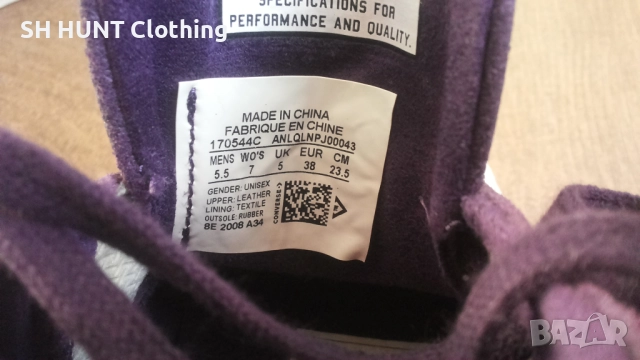 SH HUNT Clothing
SPECIFICATIONS FOR
PERFORMANCE AND QUALITY.
MADE IN CHINA
FABRIQUE EN CHINE
170544C ANLQLNPJ00043
MENS WO'S UK EUR CM
5.5 7 5 38 23.5
GENDER: UNISEX
UPPER: LEATHER
LINING: TEXTILE
OUTSOLE: RUBBER
8E 2008 A34
CONVERSE
BAZAR